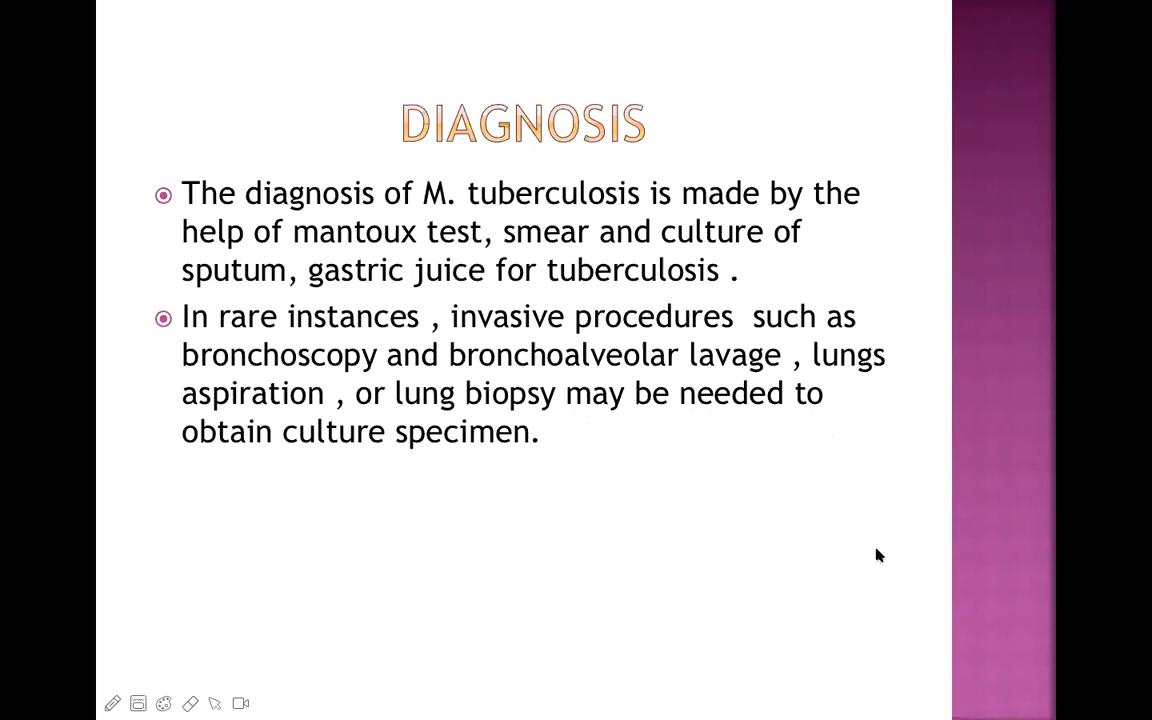 DIAGNOSIS
The diagnosis of M. tuberculosis is made by the
help of mantoux test, smear and culture of
sputum, gastric juice for tuberculosis .
In rare instances , invasive procedures  such as
bronchoscopy and bronchoalveolar lavage , lungs
aspiration , or lung biopsy may be needed to
obtain culture specimen.